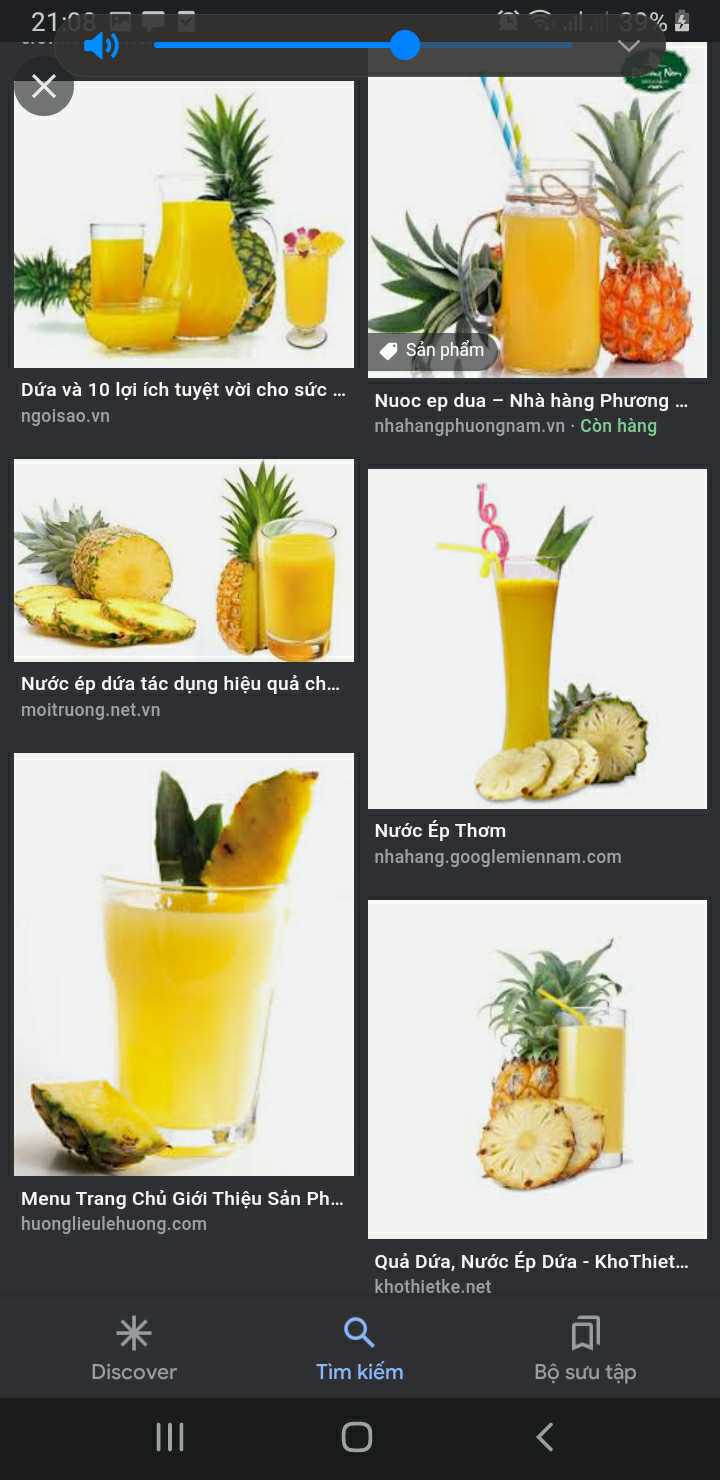 21:08
39%
Dứa và 10 lợi ích tuyệt vời cho sức ...
ngoisao.vn
Sản phẩm
Nuoc ep dua – Nhà hàng Phương ...
nhahangphuongnam.vn · Còn hàng
Nước ép dứa tác dụng hiệu quả ch...
moitruong.net.vn
Nước Ép Thơm
nhahang.googlemiennam.com
Menu Trang Chủ Giới Thiệu Sản Ph...
huonglieulehuong.com
Quả Dứa, Nước Ép Dứa - KhoThiet...
khothietke.net
Discover
Tìm kiếm
Bộ sưu tập